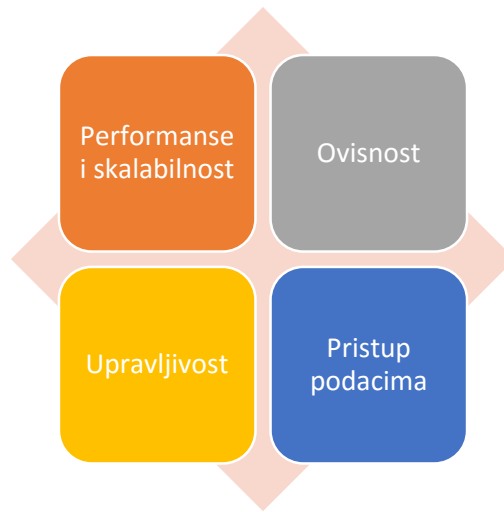 Performanse
i skalabilnost
Ovisnost
Upravljivost
Pristup
podacima